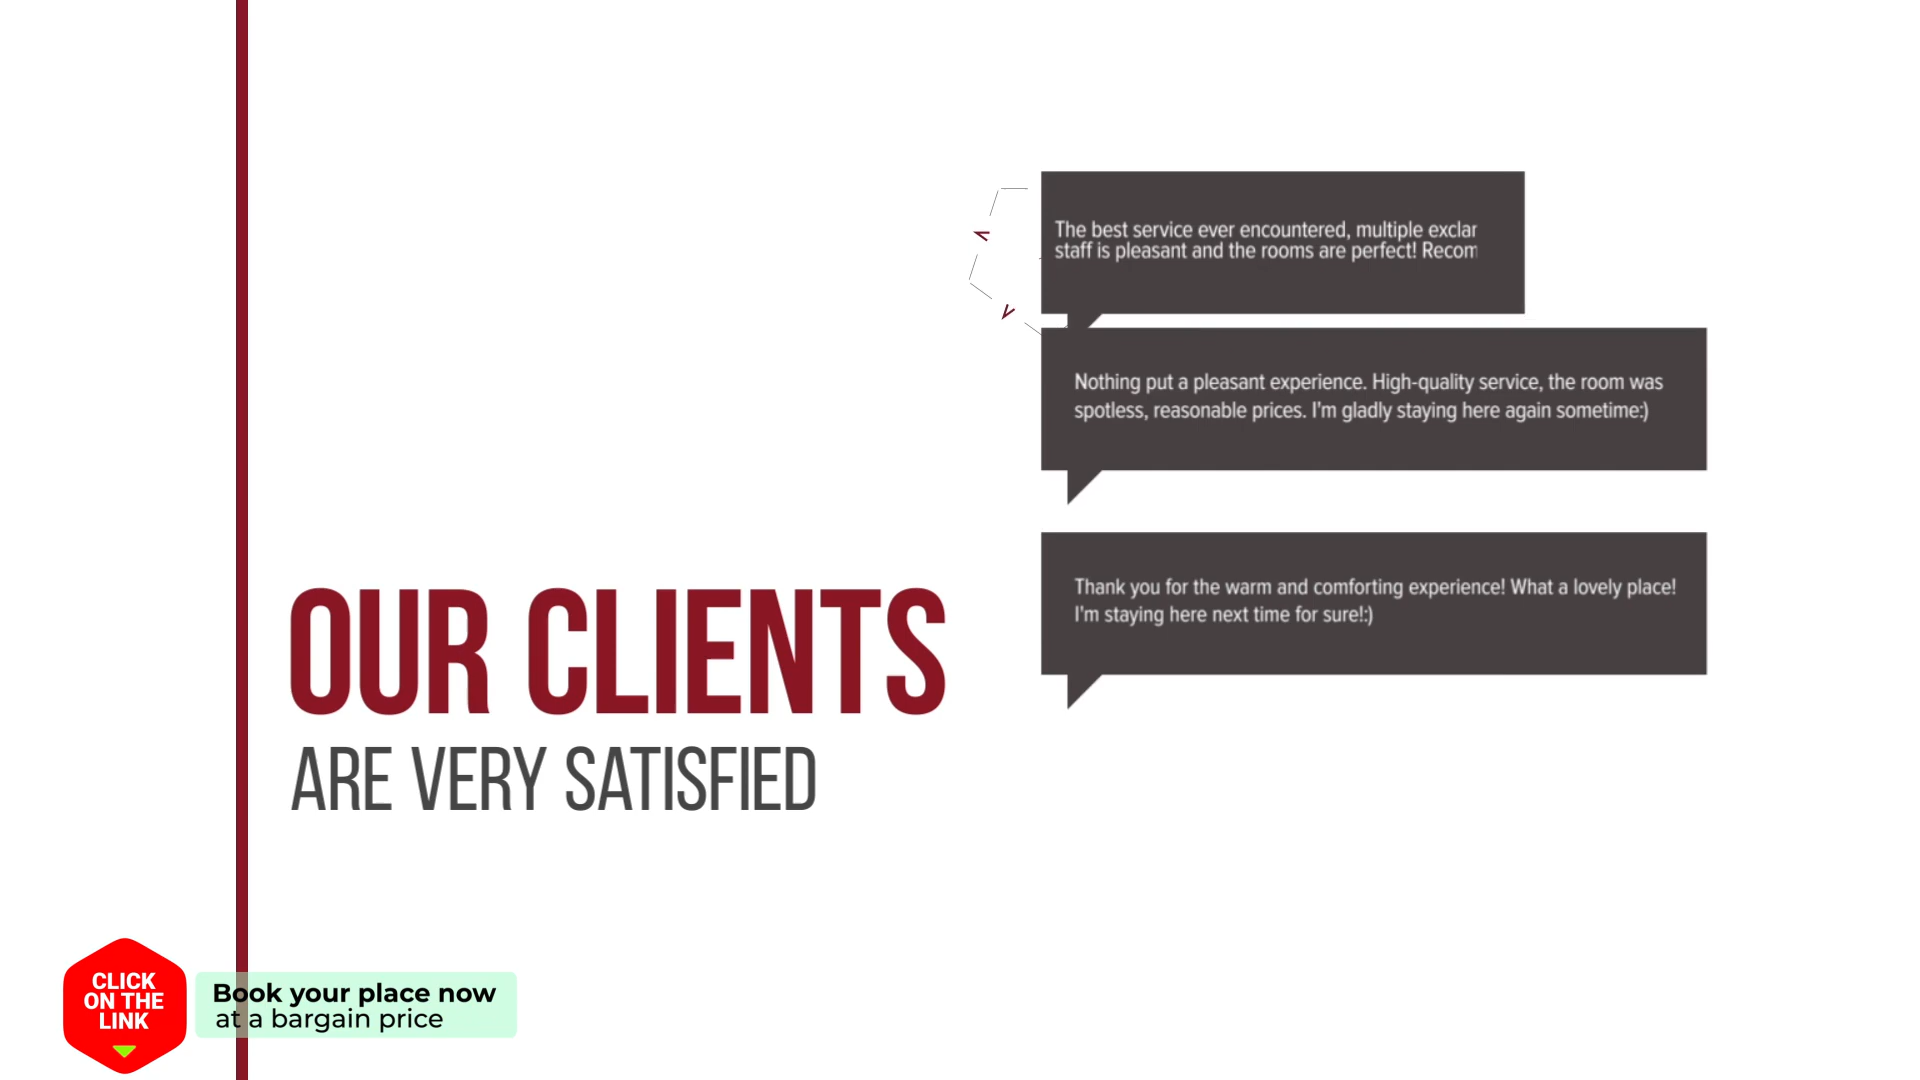 The best service ever encountered, multiple
staff is pleasant and the rooms are perfect!
Nothing put a pleasant experience. High-quality service, the room was
spotless, reasonable prices. I'm gladly staying here again sometime:)
Thank you for the warm and comforting experience! What a lovely place!
I'm staying here next time for sure!:)
OUR CLIENTS
ARE VERY SATISFIED
CLICK
ON THE
LINK
Book your place now
at a bargain price